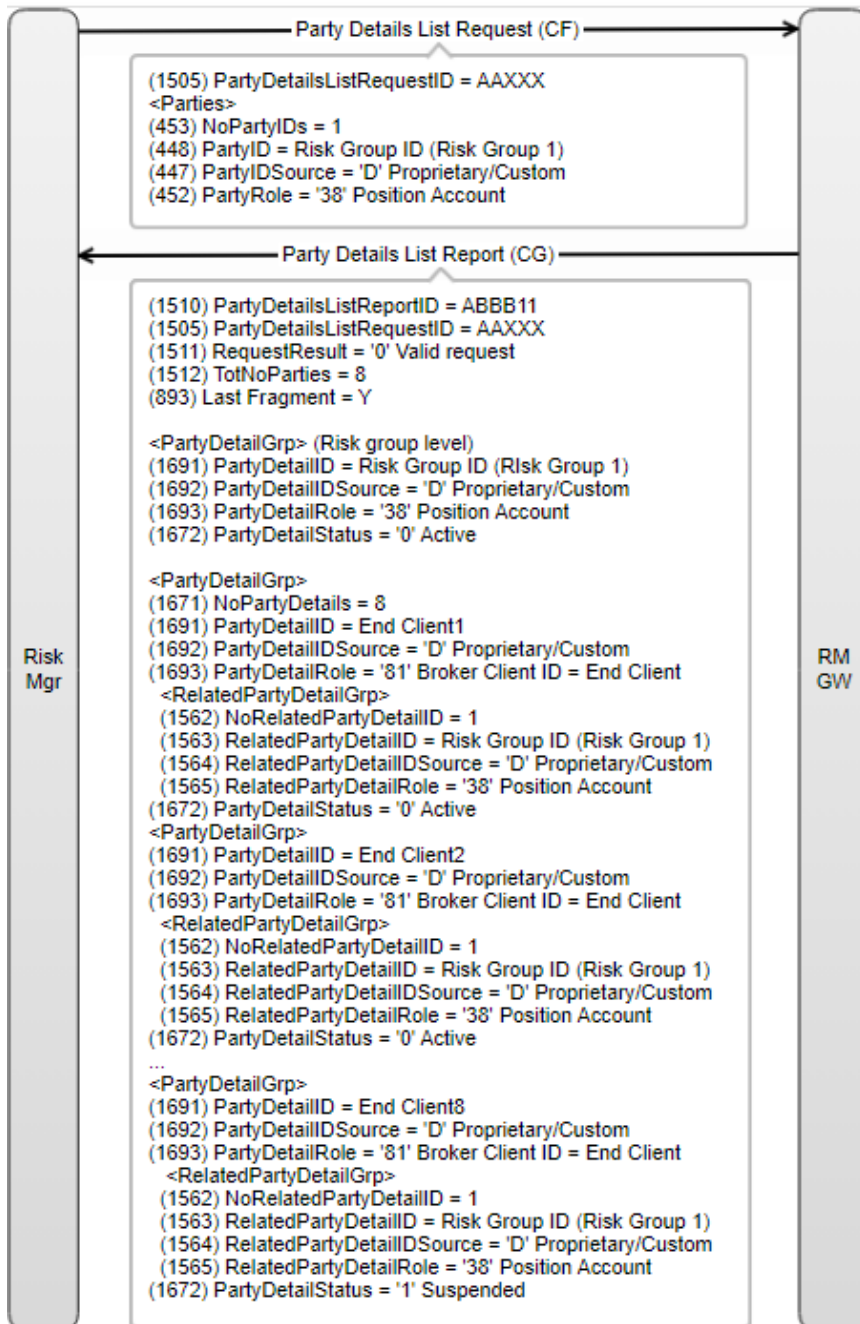 Party Details List Request (CF)
(1505) PartyDetailsListRequestID = AAXXX
<Parties>
(453) NoPartyIDs = 1
(448) PartyID = Risk Group ID (Risk Group 1)
(447) PartyIDSource = 'D' Proprietary/Custom
(452) PartyRole = '38' Position Account
Party Details List Report (CG)
(1510) PartyDetailsListReportID = ABBB11
(1505) PartyDetailsListRequestID = AAXXX
(1511) RequestResult = '0' Valid request
(1512) TotNoParties = 8
(893) Last Fragment = Y
<PartyDetailGrp> (Risk group level)
(1691) PartyDetailID = Risk Group ID (RIsk Group 1)
(1692) PartyDetailIDSource = 'D' Proprietary/Custom
(1693) PartyDetailRole = '38' Position Account
(1672) PartyDetailStatus = '0' Active
<PartyDetailGrp>
(1671) NoPartyDetails = 8
(1691) PartyDetailID = End Client1
(1692) PartyDetailIDSource = 'D' Proprietary/Custom
(1693) PartyDetailRole = '81' Broker Client ID = End Client
<RelatedPartyDetailGrp>
(1562) NoRelatedPartyDetailID = 1
(1563) RelatedPartyDetailID = Risk Group ID (Risk Group 1)
(1564) RelatedPartyDetailIDSource = 'D' Proprietary/Custom
(1565) RelatedPartyDetailRole = '38' Position Account
(1672) PartyDetailStatus = '0' Active
<PartyDetailGrp>
(1691) PartyDetailID = End Client2
(1692) PartyDetailIDSource = 'D' Proprietary/Custom
(1693) PartyDetailRole = '81' Broker Client ID = End Client
<RelatedPartyDetailGrp>
(1562) NoRelatedPartyDetailID = 1
(1563) RelatedPartyDetailID = Risk Group ID (Risk Group 1)
(1564) RelatedPartyDetailIDSource = 'D' Proprietary/Custom
(1565) RelatedPartyDetailRole = '38' Position Account
(1672) PartyDetailStatus = '0' Active
...
<PartyDetailGrp>
(1691) PartyDetailID = End Client8
(1692) PartyDetailIDSource = 'D' Proprietary/Custom
(1693) PartyDetailRole = '81' Broker Client ID = End Client
<RelatedPartyDetailGrp>
(1562) NoRelatedPartyDetailID = 1
(1563) RelatedPartyDetailID = Risk Group ID (Risk Group 1)
(1564) RelatedPartyDetailIDSource = 'D' Proprietary/Custom
(1565) RelatedPartyDetailRole = '38' Position Account
(1672) PartyDetailStatus = '1' Suspended
Risk
Mgr
RM
GW